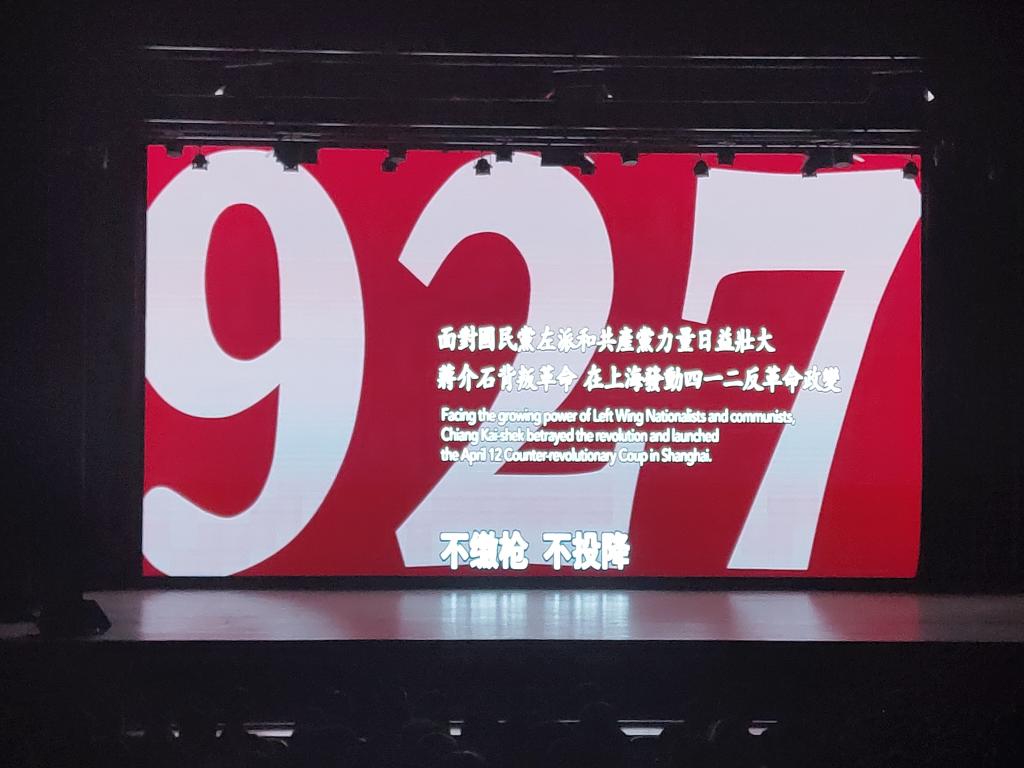 927
面對國民黨左派和共產黨力量日益壯大
蔣介石背叛革命 在上海發動四一二反革命政變
Facing the growing power of Left Wing Nationalists and communists,
Chiang Kai-shek betrayed the revolution and launched
the April 12 Counter-revolutionary Coup in Shanghai.
不缴枪 不投降